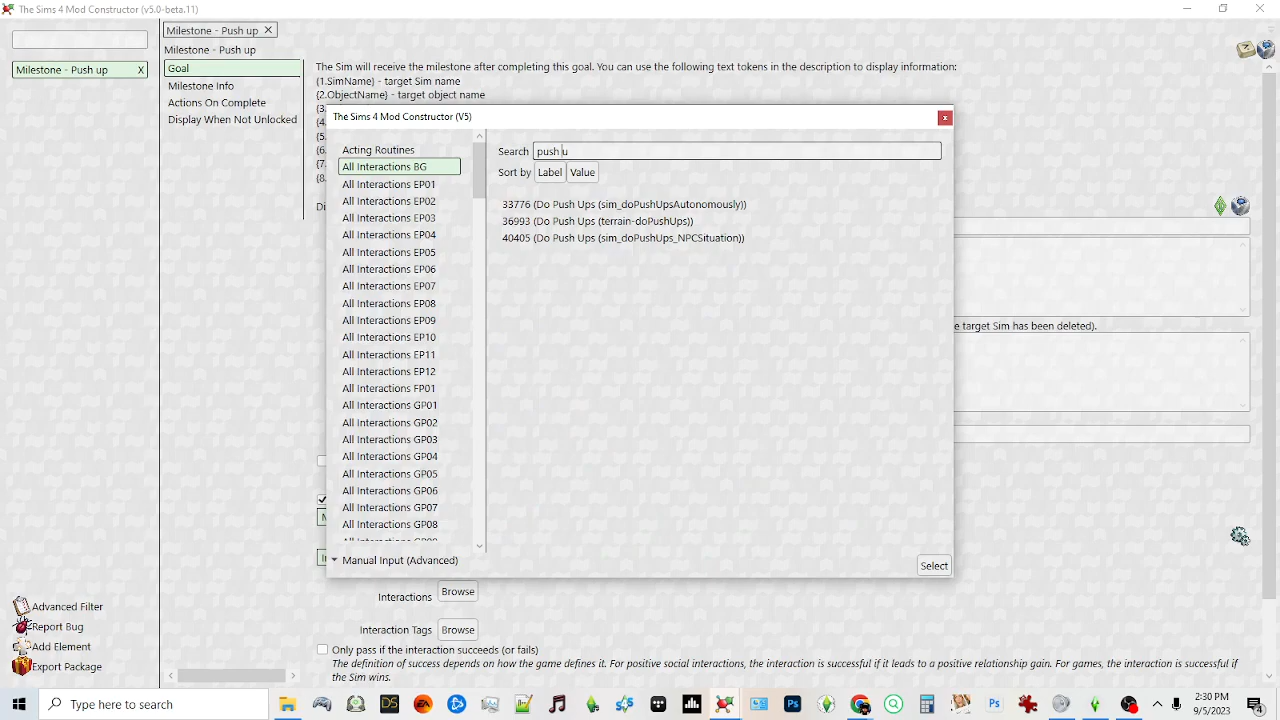 The Sims 4 Mod Constructor (v5.0-beta.11)
Milestone - Push up X
Milestone - Push up
Milestone - Push up X
Goal
Milestone Info
Actions On Complete
Display When Not Unlocked
The Sim will receive the milestone after completing this goal. You can use the following text tokens in the description to display information:
{1.SimName} - target Sim name
{2.ObjectName} - target object name
The Sims 4 Mod Constructor (V5)
x
Acting Routines
All Interactions BG
All Interactions EP01
All Interactions EP02
All Interactions EP03
All Interactions EP04
All Interactions EP05
All Interactions EP06
All Interactions EP07
All Interactions EP08
All Interactions EP09
All Interactions EP10
All Interactions EP11
All Interactions EP12
All Interactions FP01
All Interactions GP01
All Interactions GP02
All Interactions GP03
All Interactions GP04
All Interactions GP05
All Interactions GP06
All Interactions GP07
All Interactions GP08
Search push u
Sort by Label Value
33776 (Do Push Ups (sim_doPushUpsAutonomously))
36993 (Do Push Ups (terrain-doPushUps))
40405 (Do Push Ups (sim_doPushUps_NPCSituation))
Manual Input (Advanced)
Select
e target Sim has been deleted).
Interactions Browse
Interaction Tags Browse
Only pass if the interaction succeeds (or fails)
The definition of success depends on how the game defines it. For positive social interactions, the interaction is successful if it leads to a positive relationship gain. For games, the interaction is successful if
the Sim wins.
Advanced Filter
Report Bug
Add Element
Export Package
Type here to search
DS
EA
Ps
Ps
2:30 PM
9/5/2023
4